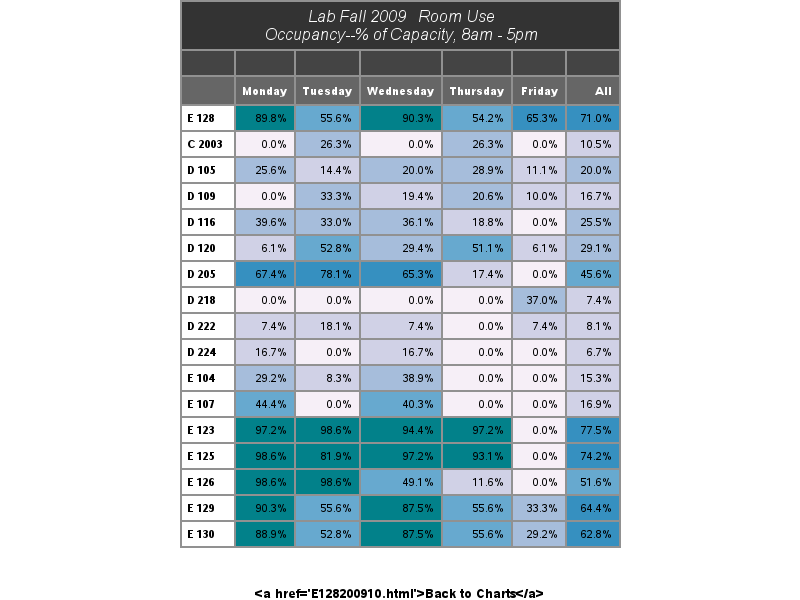 Lab Fall 2009   Room Use
Occupancy--% of Capacity, 8am - 5pm
Monday Tuesday Wednesday Thursday Friday All
E 128 89.8% 55.6% 90.3% 54.2% 65.3% 71.0%
C 2003 0.0% 26.3% 0.0% 26.3% 0.0% 10.5%
D 105 25.6% 14.4% 20.0% 28.9% 11.1% 20.0%
D 109 0.0% 33.3% 19.4% 20.6% 10.0% 16.7%
D 116 39.6% 33.0% 36.1% 18.8% 0.0% 25.5%
D 120 6.1% 52.8% 29.4% 51.1% 6.1% 29.1%
D 205 67.4% 78.1% 65.3% 17.4% 0.0% 45.6%
D 218 0.0% 0.0% 0.0% 0.0% 37.0% 7.4%
D 222 7.4% 18.1% 7.4% 0.0% 7.4% 8.1%
D 224 16.7% 0.0% 16.7% 0.0% 0.0% 6.7%
E 104 29.2% 8.3% 38.9% 0.0% 0.0% 15.3%
E 107 44.4% 0.0% 40.3% 0.0% 0.0% 16.9%
E 123 97.2% 98.6% 94.4% 97.2% 0.0% 77.5%
E 125 98.6% 81.9% 97.2% 93.1% 0.0% 74.2%
E 126 98.6% 98.6% 49.1% 11.6% 0.0% 51.6%
E 129 90.3% 55.6% 87.5% 55.6% 33.3% 64.4%
E 130 88.9% 52.8% 87.5% 55.6% 29.2% 62.8%
&lt;a href='E128200910.html'&gt;Back to Charts&lt;/a&gt;